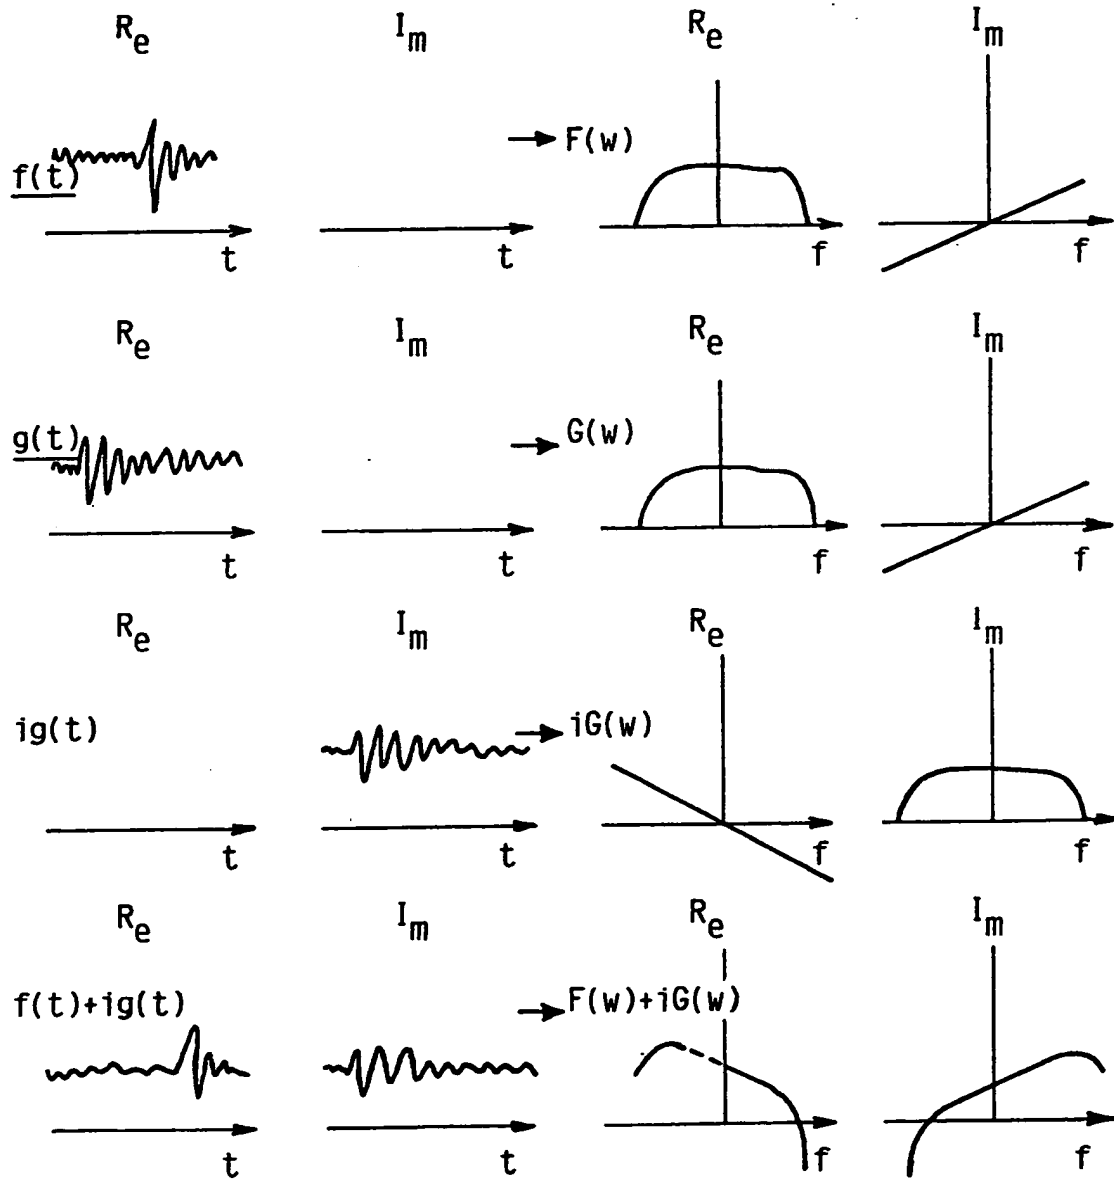 Re Im Re Im
f(t) → F(w)
t t f f
Re Im Re Im
g(t) → G(w)
t t f f
Re Im Re Im
ig(t) → iG(w)
t t f f
Re Im Re Im
f(t)+ig(t) → F(w)+iG(w)
t t f f